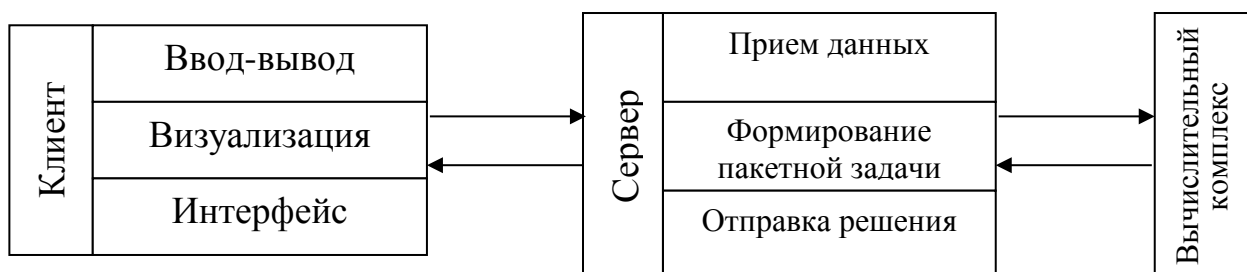 Клиент
Ввод-вывод
Визуализация
Интерфейс
Сервер
Прием данных
Формирование
пакетной задачи
Отправка решения
Вычислительный
комплекс